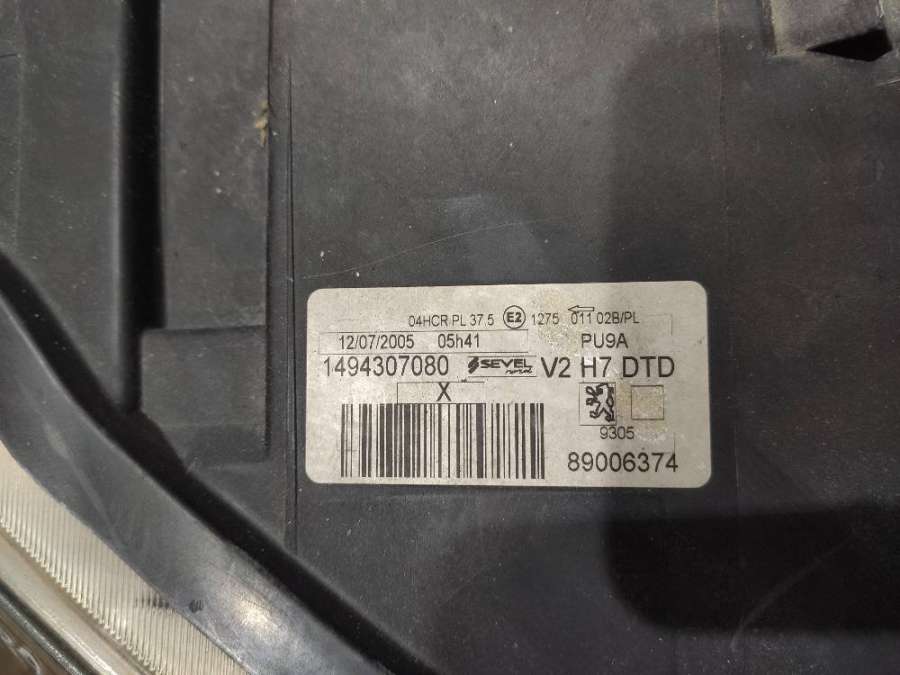 04HCR PL 37.5 E2 1275 011 02B/PL
12/07/2005 05h41 PU9A
1494307080 SEVEL nord V2 H7 DTD
X
9305
89006374